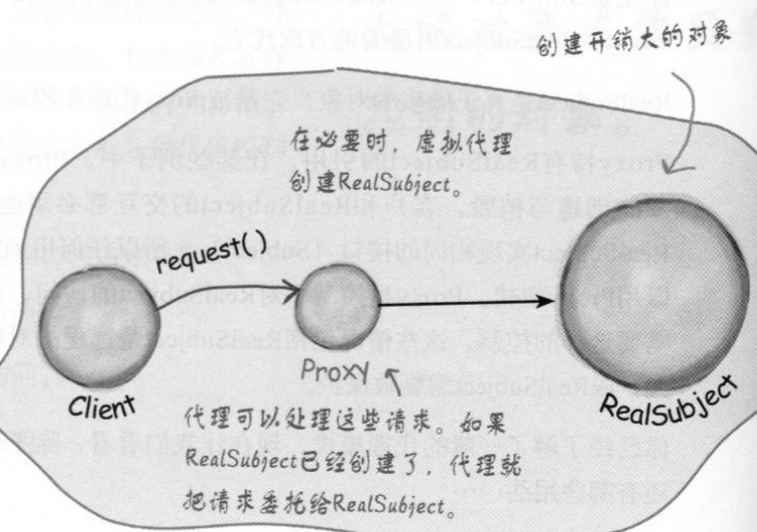 创建开销大的对象
在必要时，虚拟代理
创建RealSubject。
request()
Client
Proxy
RealSubject
代理可以处理这些请求。如果
RealSubject已经创建了，代理就
把请求委托给RealSubject。